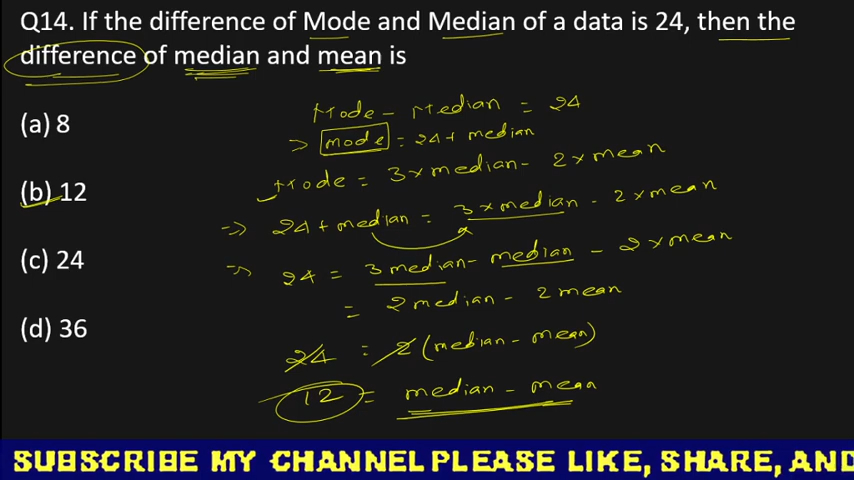 Q14. If the difference of Mode and Median of a data is 24, then the
difference of median and mean is
(a) 8
(b) 12
(c) 24
(d) 36
Mode - Median = 24
=> mode = 24 + median
Mode = 3 × median - 2 × mean
=> 24 + median = 3 × median - 2 × mean
=> 24 = 3 median - median - 2 × mean
= 2 median - 2 mean
24 = 2 (median - mean)
12 = median - mean
SUBSCRIBE MY CHANNEL PLEASE LIKE, SHARE, AND